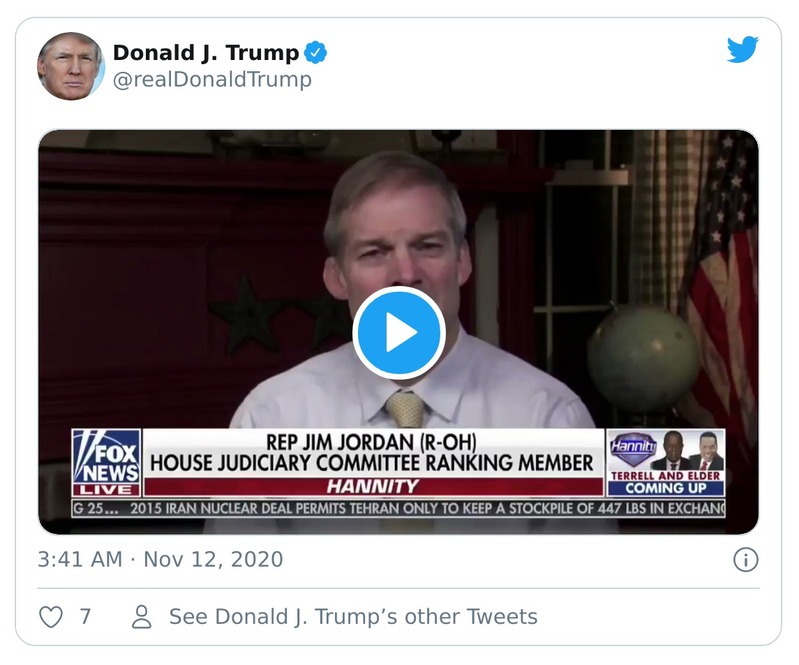 Donald J. Trump
@realDonaldTrump
REP JIM JORDAN (R-OH)
HOUSE JUDICIARY COMMITTEE RANKING MEMBER
HANNITY
FOX
NEWS
LIVE
Hannity
TERRELL AND ELDER
COMING UP
G 25... 2015 IRAN NUCLEAR DEAL PERMITS TEHRAN ONLY TO KEEP A STOCKPILE OF 447 LBS IN EXCHANG
3:41 AM · Nov 12, 2020
7
See Donald J. Trump’s other Tweets